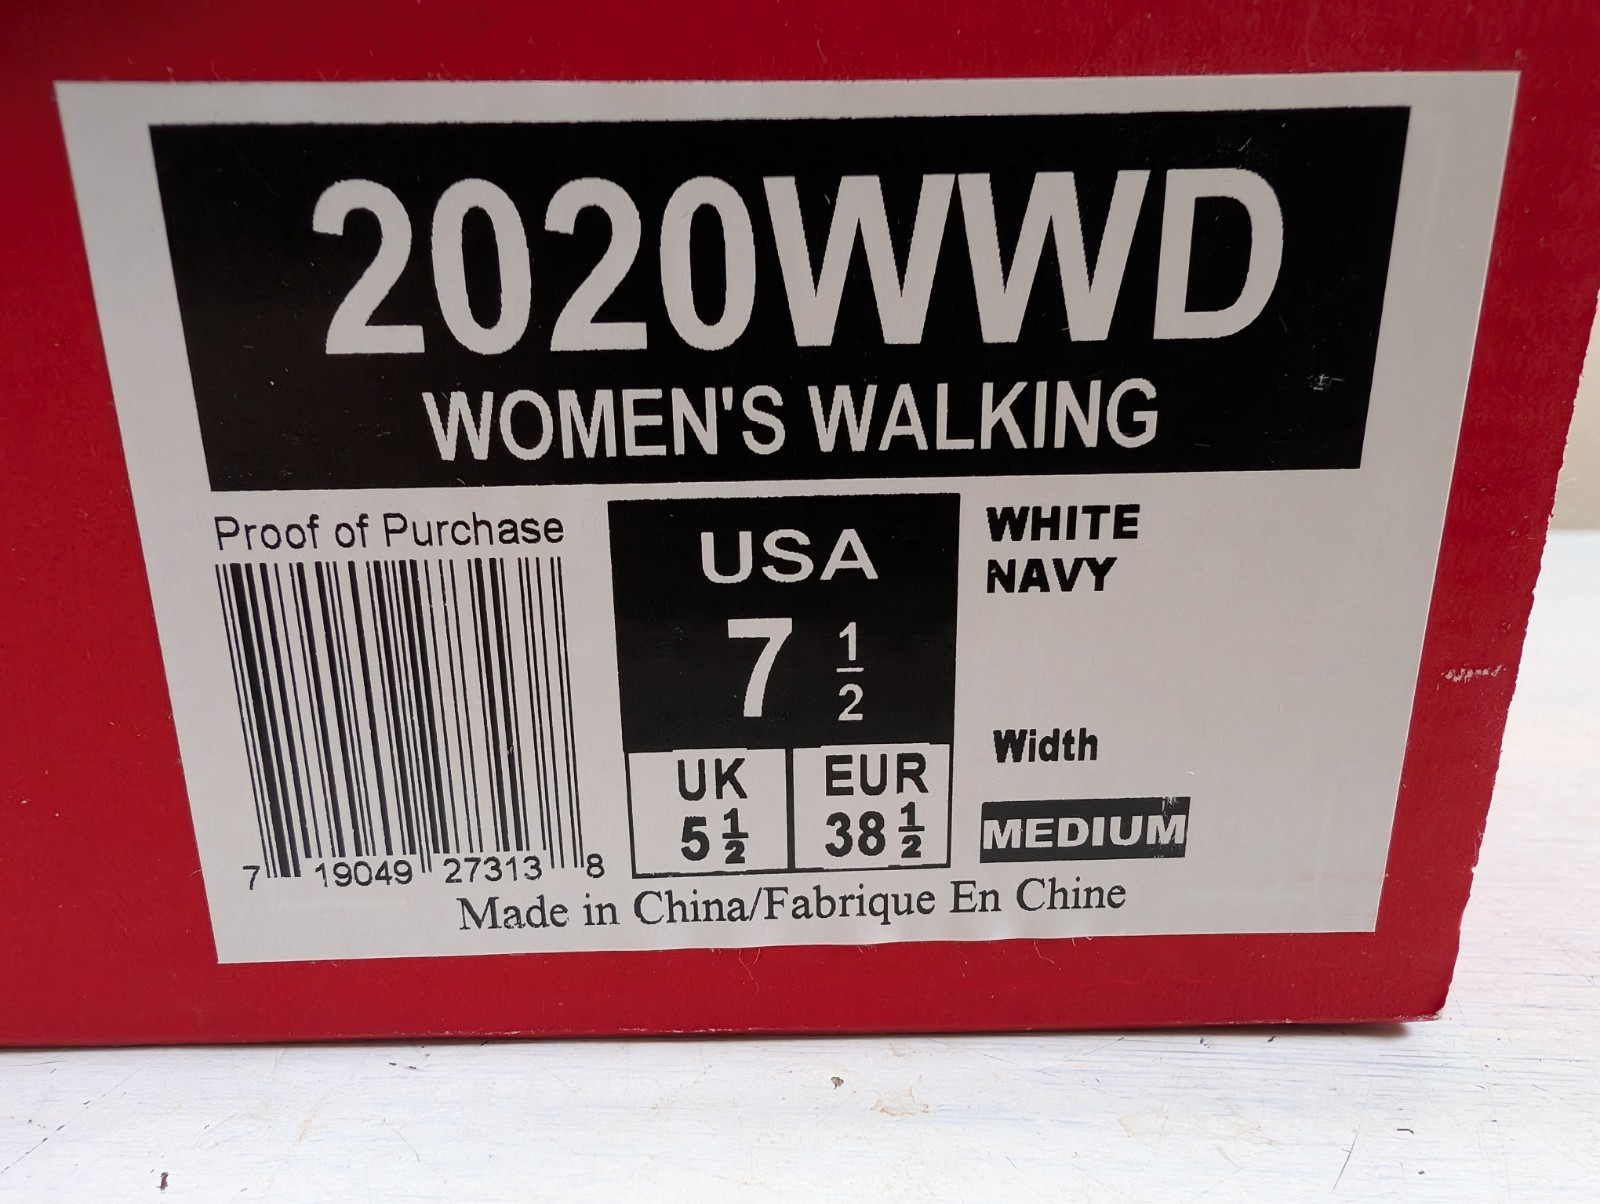 2020WWD
WOMEN'S WALKING
Proof of Purchase
7 19049 27313 8
USA
7 1/2
UK
5 1/2
EUR
38 1/2
WHITE
NAVY
Width
MEDIUM
Made in China/Fabrique En Chine